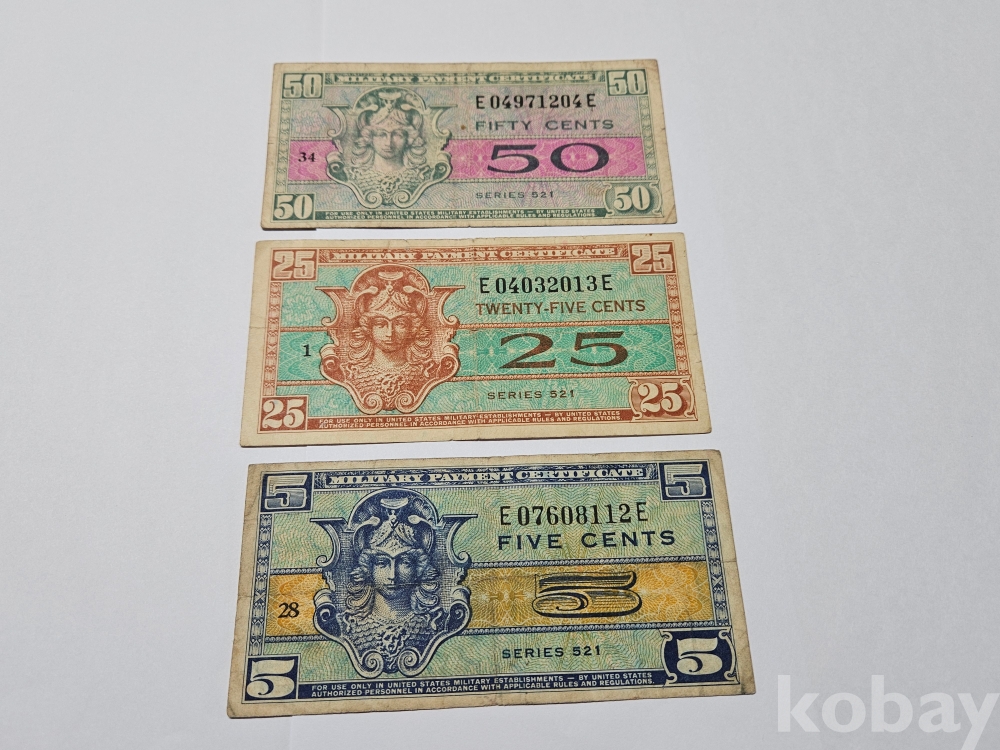 50 MILITARY PAYMENT CERTIFICATE 50
E04971204E
FIFTY CENTS
34 50
SERIES 521
50 50
FOR USE ONLY IN UNITED STATES MILITARY ESTABLISHMENTS — BY UNITED STATES
AUTHORIZED PERSONNEL IN ACCORDANCE WITH APPLICABLE RULES AND REGULATIONS.
25 MILITARY PAYMENT CERTIFICATE 25
E04032013E
TWENTY-FIVE CENTS
1 25
SERIES 521
25 25
FOR USE ONLY IN UNITED STATES MILITARY ESTABLISHMENTS — BY UNITED STATES
AUTHORIZED PERSONNEL IN ACCORDANCE WITH APPLICABLE RULES AND REGULATIONS.
5 MILITARY PAYMENT CERTIFICATE 5
E07608112E
FIVE CENTS
28 5
SERIES 521
5 5
FOR USE ONLY IN UNITED STATES MILITARY ESTABLISHMENTS — BY UNITED STATES
AUTHORIZED PERSONNEL IN ACCORDANCE WITH APPLICABLE RULES AND REGULATIONS.
kobay